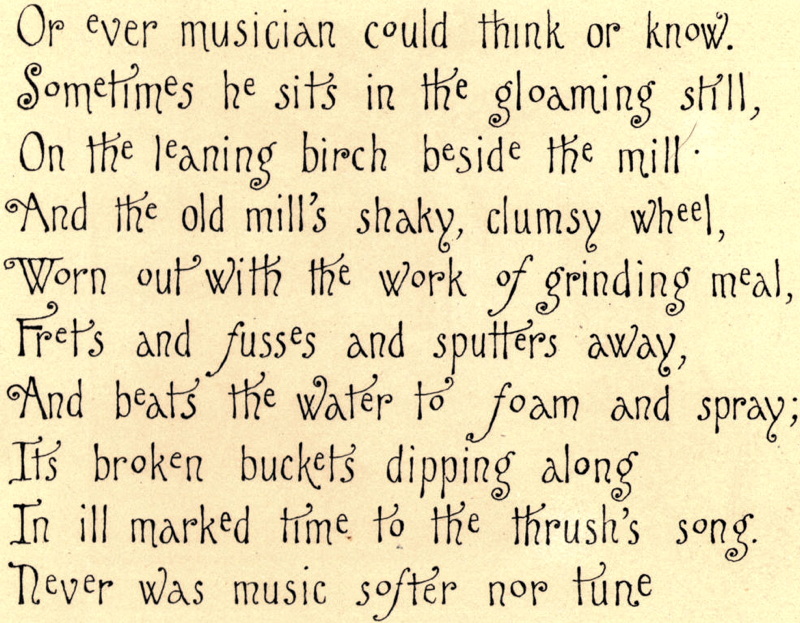 Or ever musician could think or know.
Sometimes he sits in the gloaming still,
On the leaning birch beside the mill.
And the old mill's shaky, clumsy wheel,
Worn out with the work of grinding meal,
Frets and fusses and sputters away,
And beats the water to foam and spray;
Its broken buckets dipping along
In ill marked time to the thrush's song.
Never was music softer nor tune